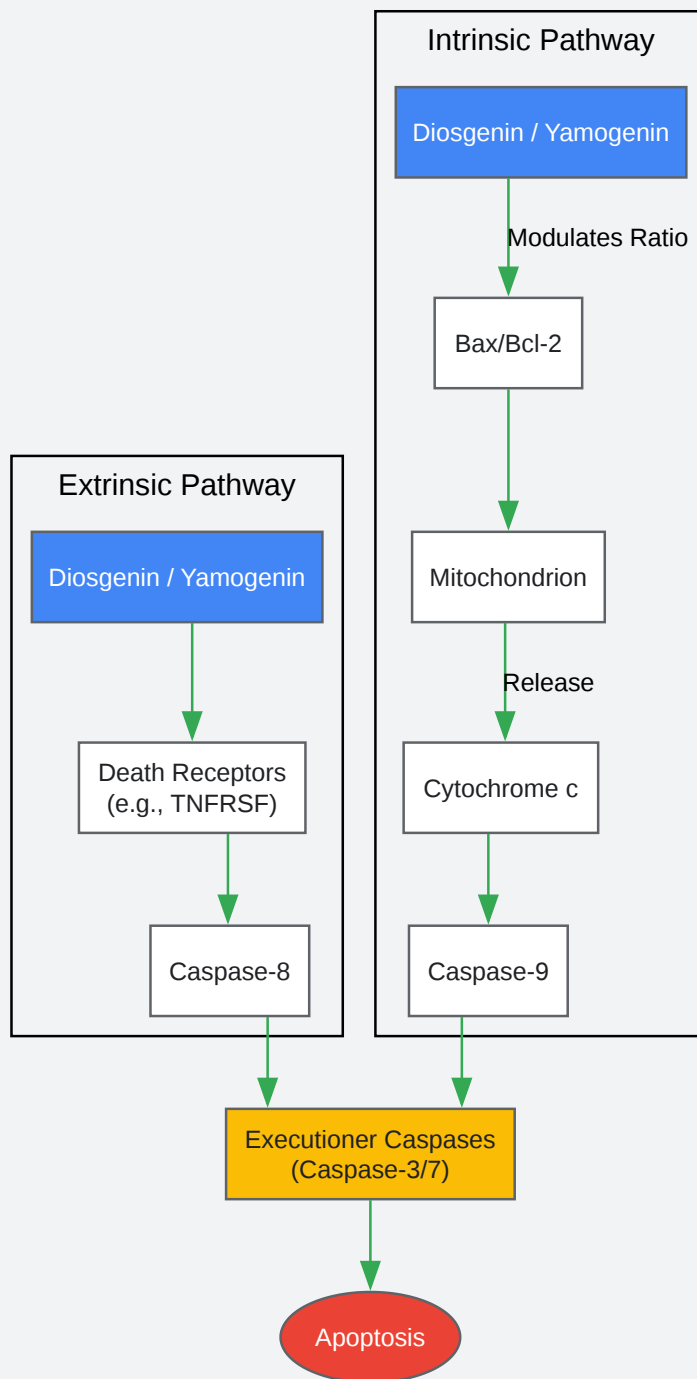 Intrinsic Pathway
Diosgenin / Yamogenin
Modulates Ratio
Bax/Bcl-2
Mitochondrion
Release
Cytochrome c
Caspase-9
Extrinsic Pathway
Diosgenin / Yamogenin
Death Receptors
(e.g., TNFRSF)
Caspase-8
Executioner Caspases
(Caspase-3/7)
Apoptosis